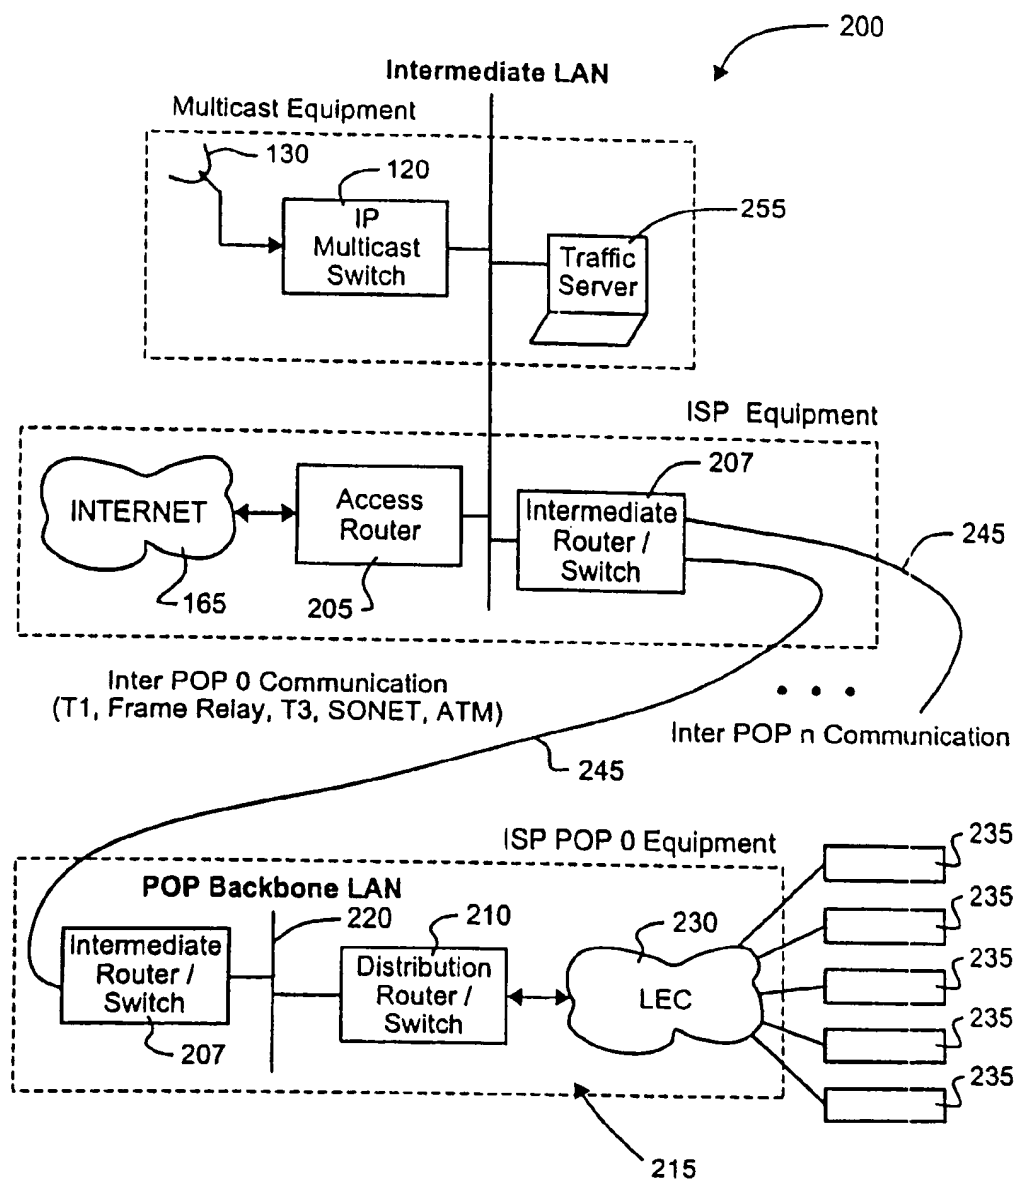 200
Intermediate LAN
Multicast Equipment
130
120
IP
Multicast
Switch
255
Traffic
Server
ISP Equipment
207
INTERNET
Access
Router
Intermediate
Router /
Switch
245
165
205
Inter POP 0 Communication
(T1, Frame Relay, T3, SONET, ATM)
Inter POP n Communication
245
ISP POP 0 Equipment
235
POP Backbone LAN
220
210
230
235
Intermediate
Router /
Switch
Distribution
Router /
Switch
LEC
235
207
235
235
215